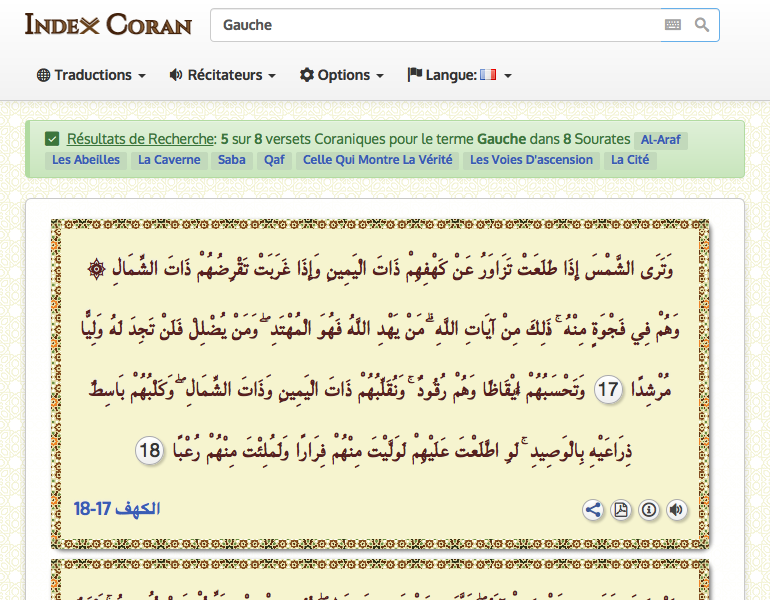 INDEX CORAN
Gauche
Traductions
Récitateurs
Options
Langue:
Résultats de Recherche: 5 sur 8 versets Coraniques pour le terme Gauche dans 8 Sourates Al-Araf
Les Abeilles La Caverne Saba Qaf Celle Qui Montre La Vérité Les Voies D'ascension La Cité
۞ وَتَرَى الشَّمْسَ إِذَا طَلَعَتْ تَزَاوَرُ عَنْ كَهْفِهِمْ ذَاتَ الْيَمِينِ وَإِذَا غَرَبَتْ تَقْرِضُهُمْ ذَاتَ الشِّمَالِ
وَهُمْ فِي فَجْوَةٍ مِنْهُ ۚ ذَٰلِكَ مِنْ آيَاتِ اللَّهِ ۗ مَنْ يَهْدِ اللَّهُ فَهُوَ الْمُهْتَدِ ۖ وَمَنْ يُضْلِلْ فَلَنْ تَجِدَ لَهُ وَلِيًّا
مُرْشِدًا 17 وَتَحْسَبُهُمْ أَيْقَاظًا وَهُمْ رُقُودٌ ۚ وَنُقَلِّبُهُمْ ذَاتَ الْيَمِينِ وَذَاتَ الشِّمَالِ ۖ وَكَلْبُهُمْ بَاسِطٌ
ذِرَاعَيْهِ بِالْوَصِيدِ ۚ لَوِ اطَّلَعْتَ عَلَيْهِمْ لَوَلَّيْتَ مِنْهُمْ فِرَارًا وَلَمُلِئْتَ مِنْهُمْ رُعْبًا 18
الكهف 17-18